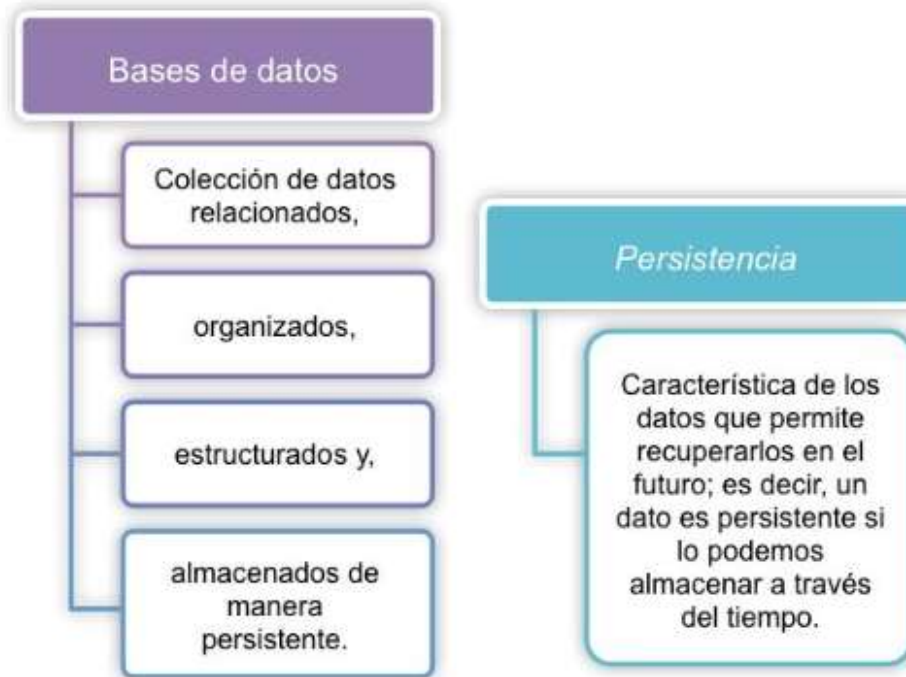 Bases de datos
Colección de datos
relacionados,
organizados,
estructurados y,
almacenados de
manera
persistente.
Persistencia
Característica de los
datos que permite
recuperarlos en el
futuro; es decir, un
dato es persistente si
lo podemos
almacenar a través
del tiempo.